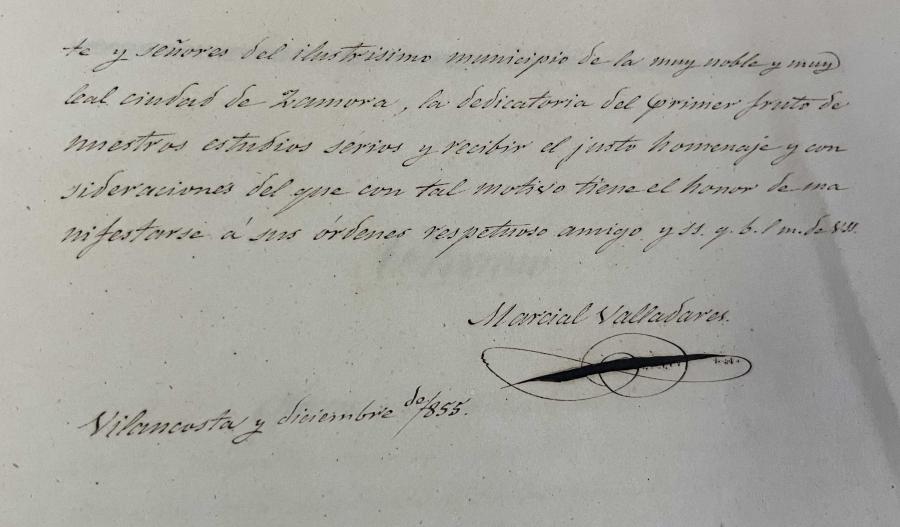 te y señores del ilustrisimo municipio de la muy noble y muy
leal ciudad de Zamora, la dedicatoria del primer fruto de
nuestros estudios serios y recibir el justo homenaje y con
sideraciones del que con tal motivo tiene el honor de ma
nifestarse á sus órdenes respetuoso amigo y ss. q. b. l m. de VSS.
Marcial Valladares.
Vilancosta y diciembre de 1855.